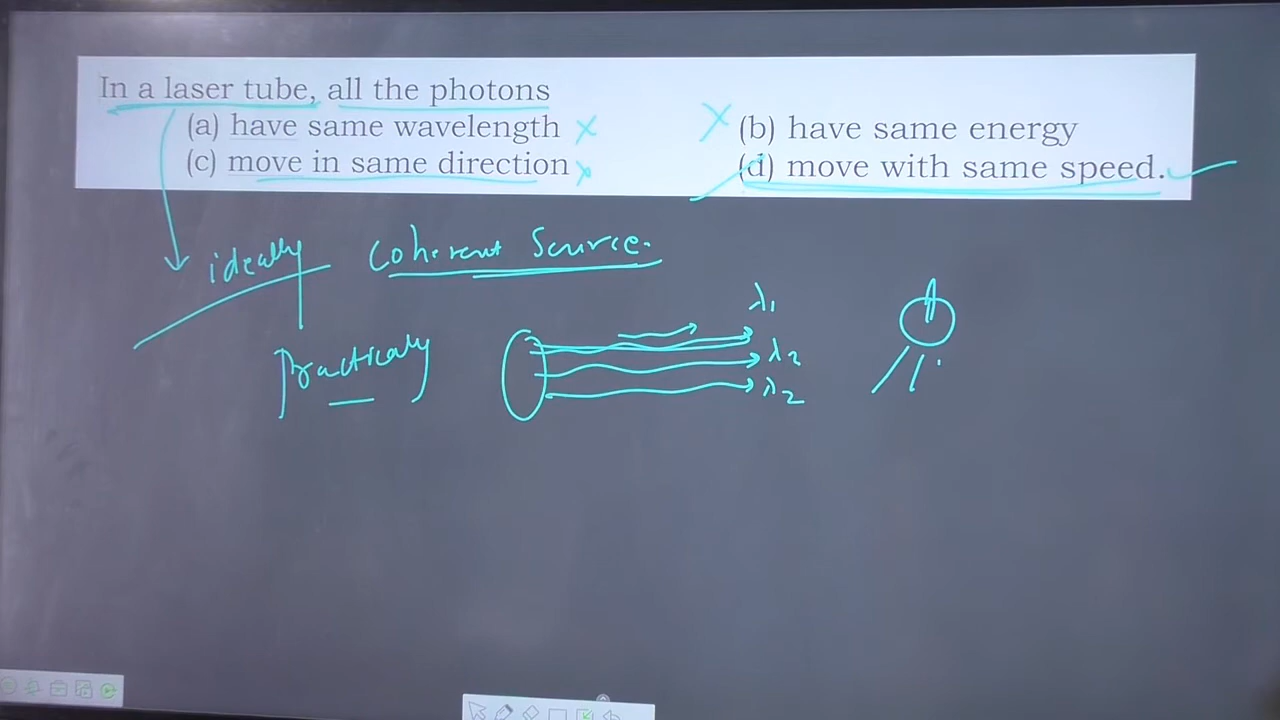 In a laser tube, all the photons
(a) have same wavelength (b) have same energy
(c) move in same direction (d) move with same speed.
ideally Coherent Source.
Practically
λ₁
λ₂
λ₂